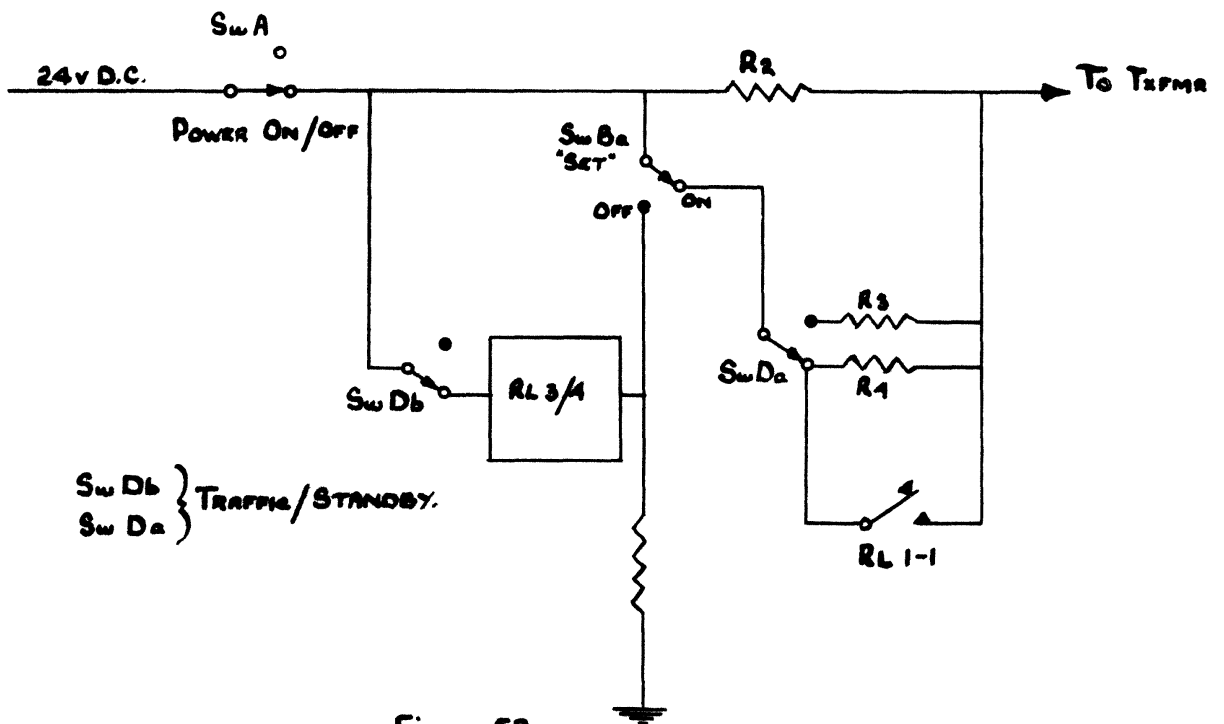 Sw A
24v D.C.
POWER ON/OFF
R2
TO TXFMR
Sw Ba
"SET"
ON
OFF
R3
Sw Da
R4
Sw Db
RL 3/4
Sw Db
Sw Da
TRAFFIC/STANDBY.
RL 1-1